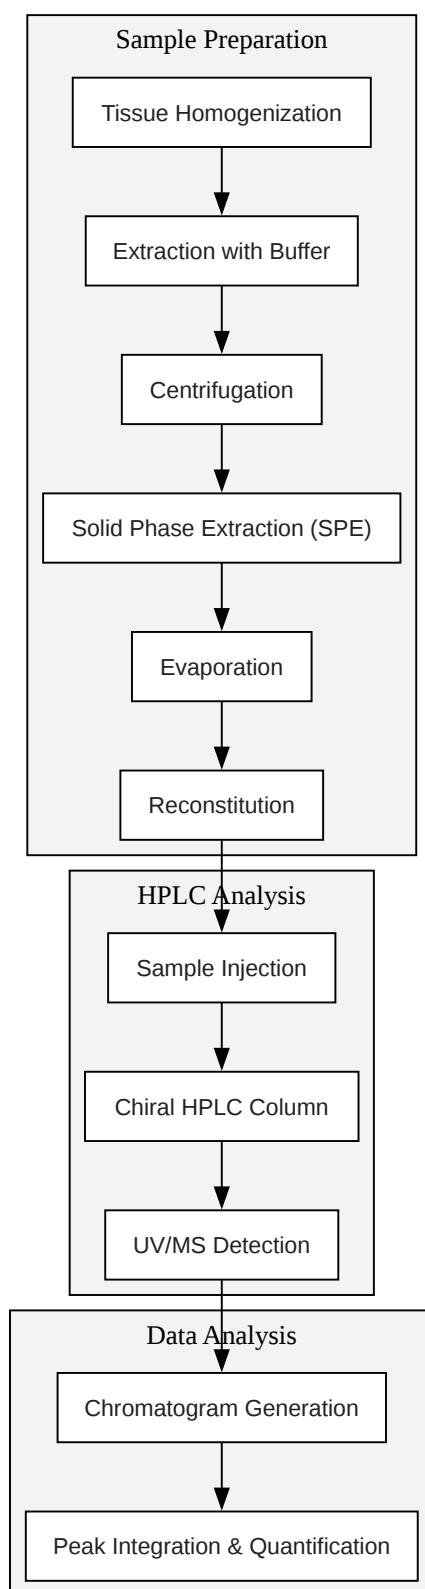 Sample Preparation
Tissue Homogenization
Extraction with Buffer
Centrifugation
Solid Phase Extraction (SPE)
Evaporation
Reconstitution
HPLC Analysis
Sample Injection
Chiral HPLC Column
UV/MS Detection
Data Analysis
Chromatogram Generation
Peak Integration & Quantification